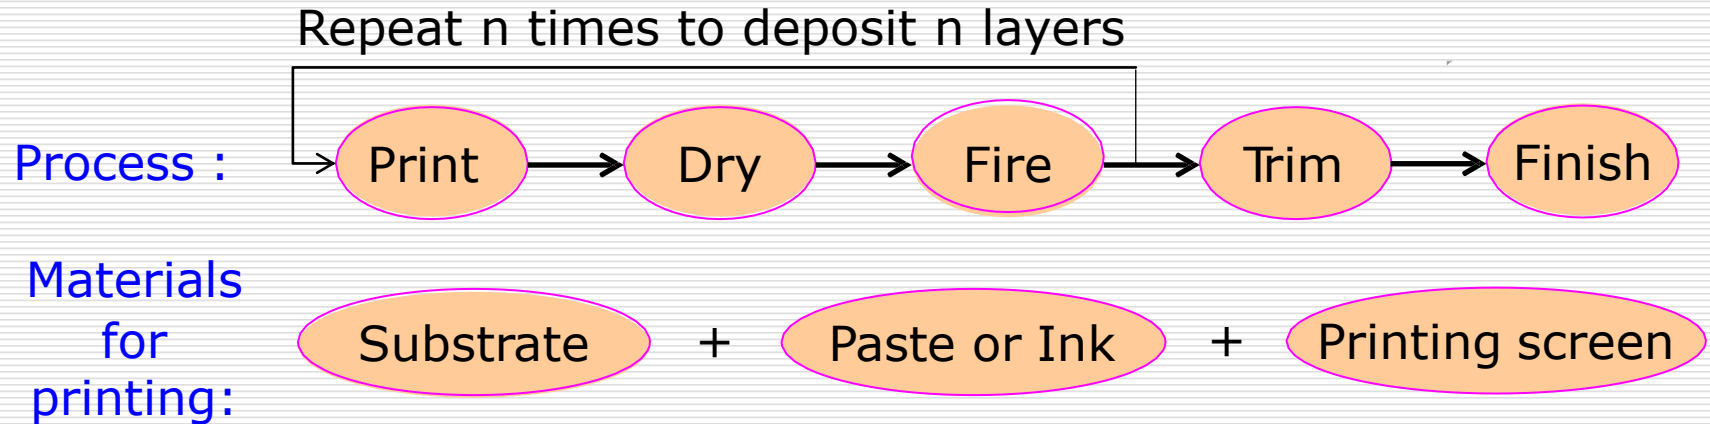 Repeat n times to deposit n layers
Process : Print Dry Fire Trim Finish
Materials
for
printing:
Substrate + Paste or Ink + Printing screen